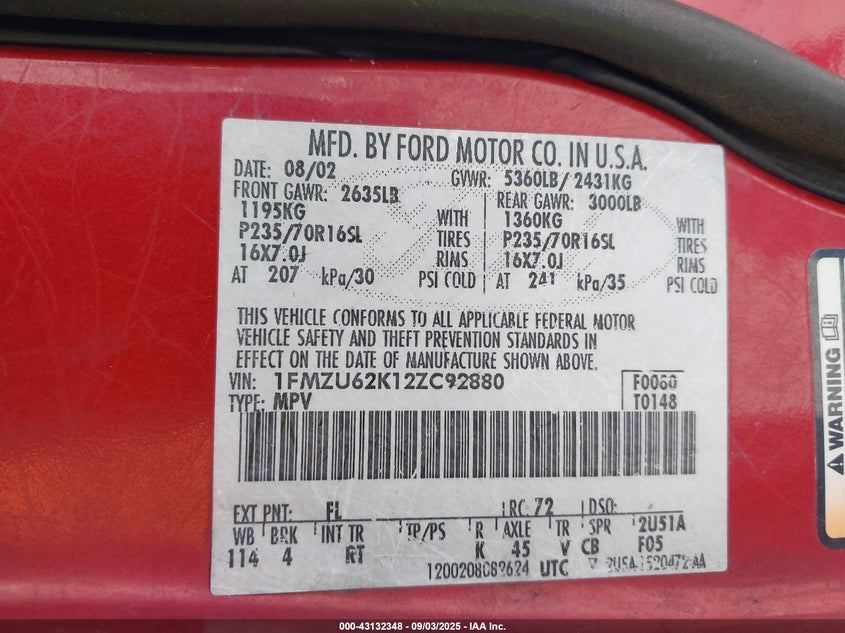 MFD. BY FORD MOTOR CO. IN U.S.A.
DATE: 08/02 GVWR: 5360LB/2431KG
FRONT GAWR: 2635LB REAR GAWR: 3000LB
1195KG WITH 1360KG WITH
P235/70R16SL TIRES P235/70R16SL TIRES
16X7.0J RIMS 16X7.0J RIMS
AT 207 kPa/30 PSI COLD AT 241 kPa/35 PSI COLD
THIS VEHICLE CONFORMS TO ALL APPLICABLE FEDERAL MOTOR
VEHICLE SAFETY AND THEFT PREVENTION STANDARDS IN
EFFECT ON THE DATE OF MANUFACTURE SHOWN ABOVE.
VIN: 1FMZU62K12ZC92880 F0060
TYPE: MPV T0148
EXT PNT: FL RC: 72 DSO:
WB BRK INT TR TP/PS R AXLE TR SPR 2U51A
114 4 RT K 45 V CB F05
1200208082624 UTC
WARNING
000-43132348 - 09/03/2025 - IAA Inc.